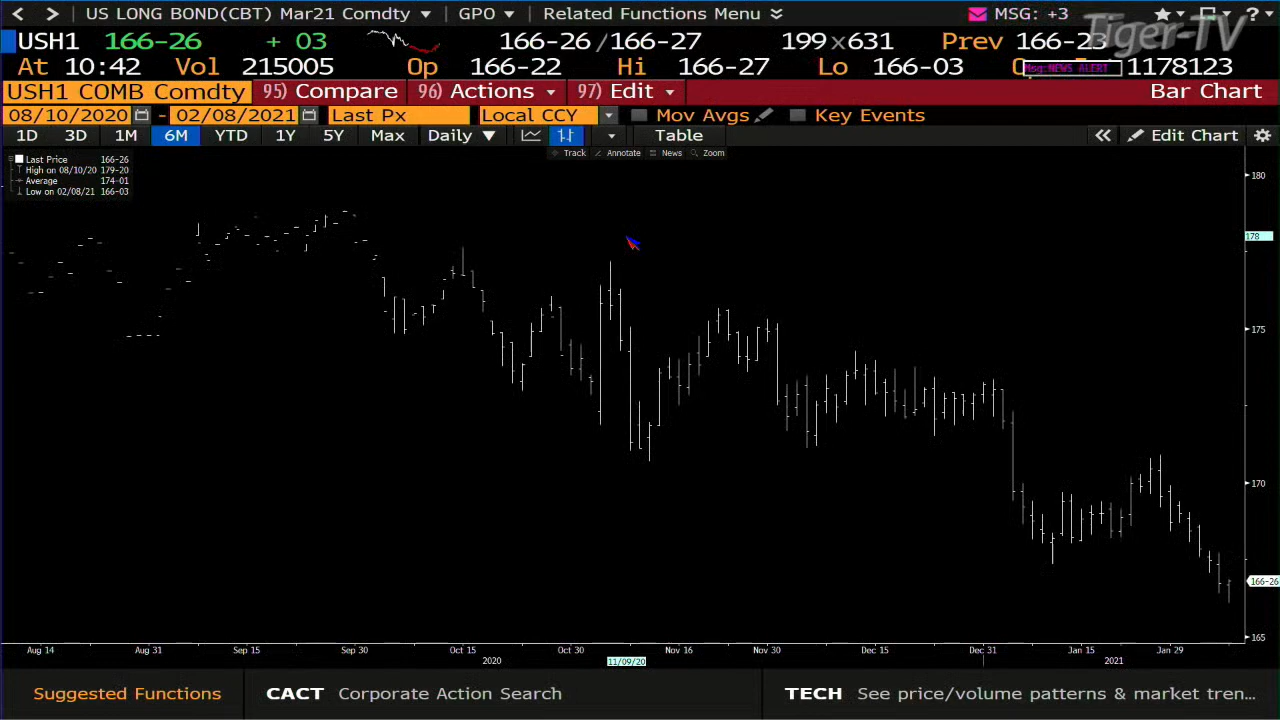 US LONG BOND(CBT) Mar21 Comdty GPO Related Functions Menu MSG: +3 ?
USH1 166-26 + 03 166-26/166-27 199x631 Prev 166-23 Tiger-TV
At 10:42 Vol 215005 Op 166-22 Hi 166-27 Lo 166-03 1178123
Msg:NEWS ALERT
USH1 COMB Comdty 95) Compare 96) Actions 97) Edit Bar Chart
08/10/2020 - 02/08/2021 Last Px Local CCY Mov Avgs Key Events
1D 3D 1M 6M YTD 1Y 5Y Max Daily Table Edit Chart
Track Annotate News Zoom
Last Price 166-26
High on 08/10/20 179-20
Average 174-01
Low on 02/08/21 166-03
180
178
175
170
166-26
165
Aug 14 Aug 31 Sep 15 Sep 30 Oct 15 Oct 30 Nov 16 Nov 30 Dec 15 Dec 31 Jan 15 Jan 29
2020 11/09/20 2021
Suggested Functions CACT Corporate Action Search TECH See price/volume patterns & market tren...